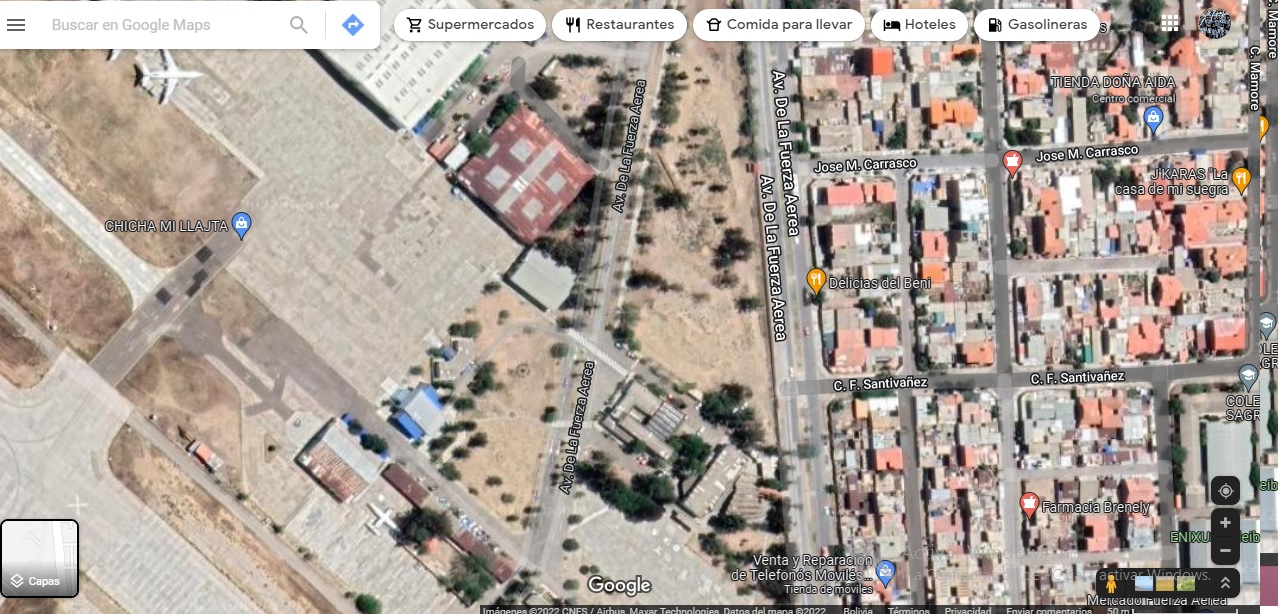 Buscar en Google Maps
Supermercados
Restaurantes
Comida para llevar
Hoteles
Gasolineras
C. Mamore
C. Mamore
TIENDA DOÑA AIDA
Centro comercial
Av. De La Fuerza Aerea
Av. De La Fuerza Aerea
Jose M. Carrasco
Jose M. Carrasco
J'KARAS "La
casa de mi suegra
Av. De La Fuerza Aerea
CHICHA MI LLAJTA
Delicias del Beni
C. F. Santivañez
C. F. Santivañez
COLE
SAGR
Av. De La Fuerza Aerea
Farmacia Brenely
Venta y Reparación
de Telefonós Moviles...
Tienda de móviles
Capas
Google
Mercado Fuerza Aerea
Imágenes ©2022 CNES / Airbus, Maxar Technologies, Datos del mapa ©2022
Bolivia
Términos
Privacidad
Enviar comentarios
50 m